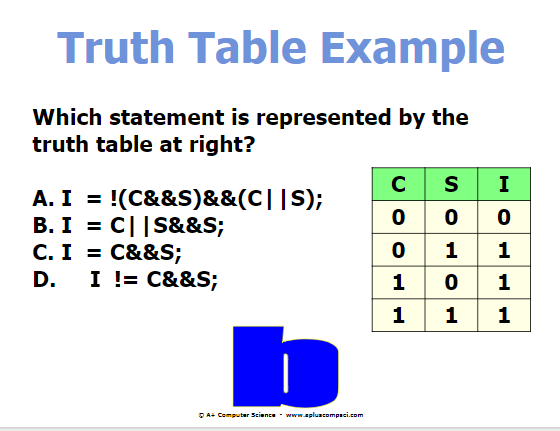 Truth Table Example
Which statement is represented by the
truth table at right?
A. I = !(C&&S)&&(C||S);
B. I = C||S&&S;
C. I = C&&S;
D. I != C&&S;
C S I
0 0 0
0 1 1
1 0 1
1 1 1
b
© A+ Computer Science - www.apluscompsci.com